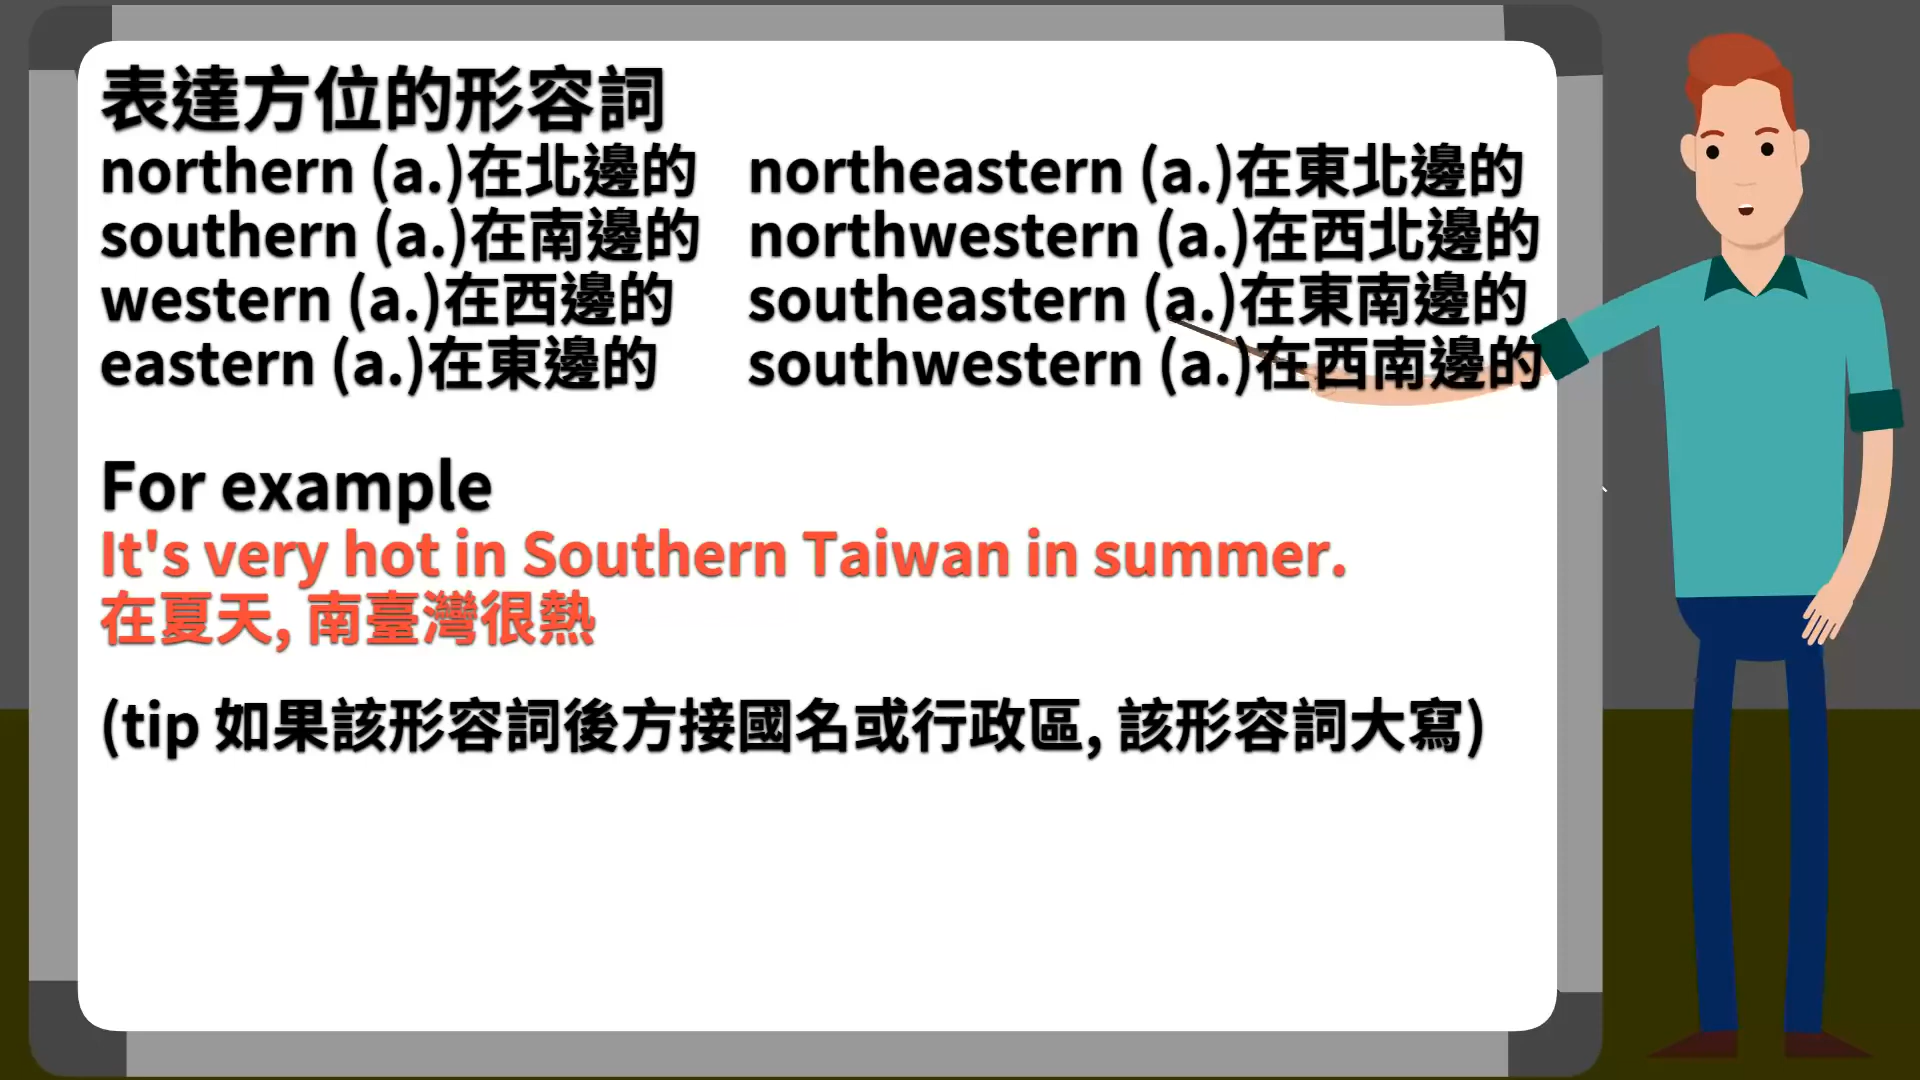 表達方位的形容詞
northern (a.)在北邊的 northeastern (a.)在東北邊的
southern (a.)在南邊的 northwestern (a.)在西北邊的
western (a.)在西邊的 southeastern (a.)在東南邊的
eastern (a.)在東邊的 southwestern (a.)在西南邊的
For example
It's very hot in Southern Taiwan in summer.
在夏天, 南臺灣很熱
(tip 如果該形容詞後方接國名或行政區, 該形容詞大寫)